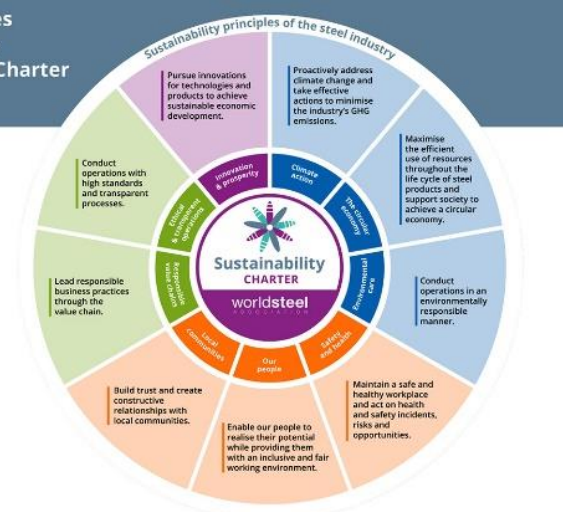 es
Charter
Sustainability principles of the steel industry
Proactively address
climate change and
take effective
actions to minimise
the industry's GHG
emissions.
Maximise
the efficient
use of resources
throughout the
life cycle of steel
products and
support society to
achieve a circular
economy.
Conduct
operations in an
environmentally
responsible
manner.
Maintain a safe and
healthy workplace
and act on health
and safety incidents,
risks and
opportunities.
Enable our people to
realise their potential
while providing them
with an inclusive and fair
working environment.
Build trust and create
constructive
relationships with
local communities.
Lead responsible
business practices
through the
value chain.
Conduct
operations with
high standards
and transparent
processes.
Pursue innovations
for technologies and
products to achieve
sustainable economic
development.
Climate
Action
The circular
economy
Environmental
care
Safety
and health
Our
people
Local
communities
Responsible
value chains
Ethical
& transparent
operations
Innovation
& prosperity
Sustainability
CHARTER
worldsteel
ASSOCIATION